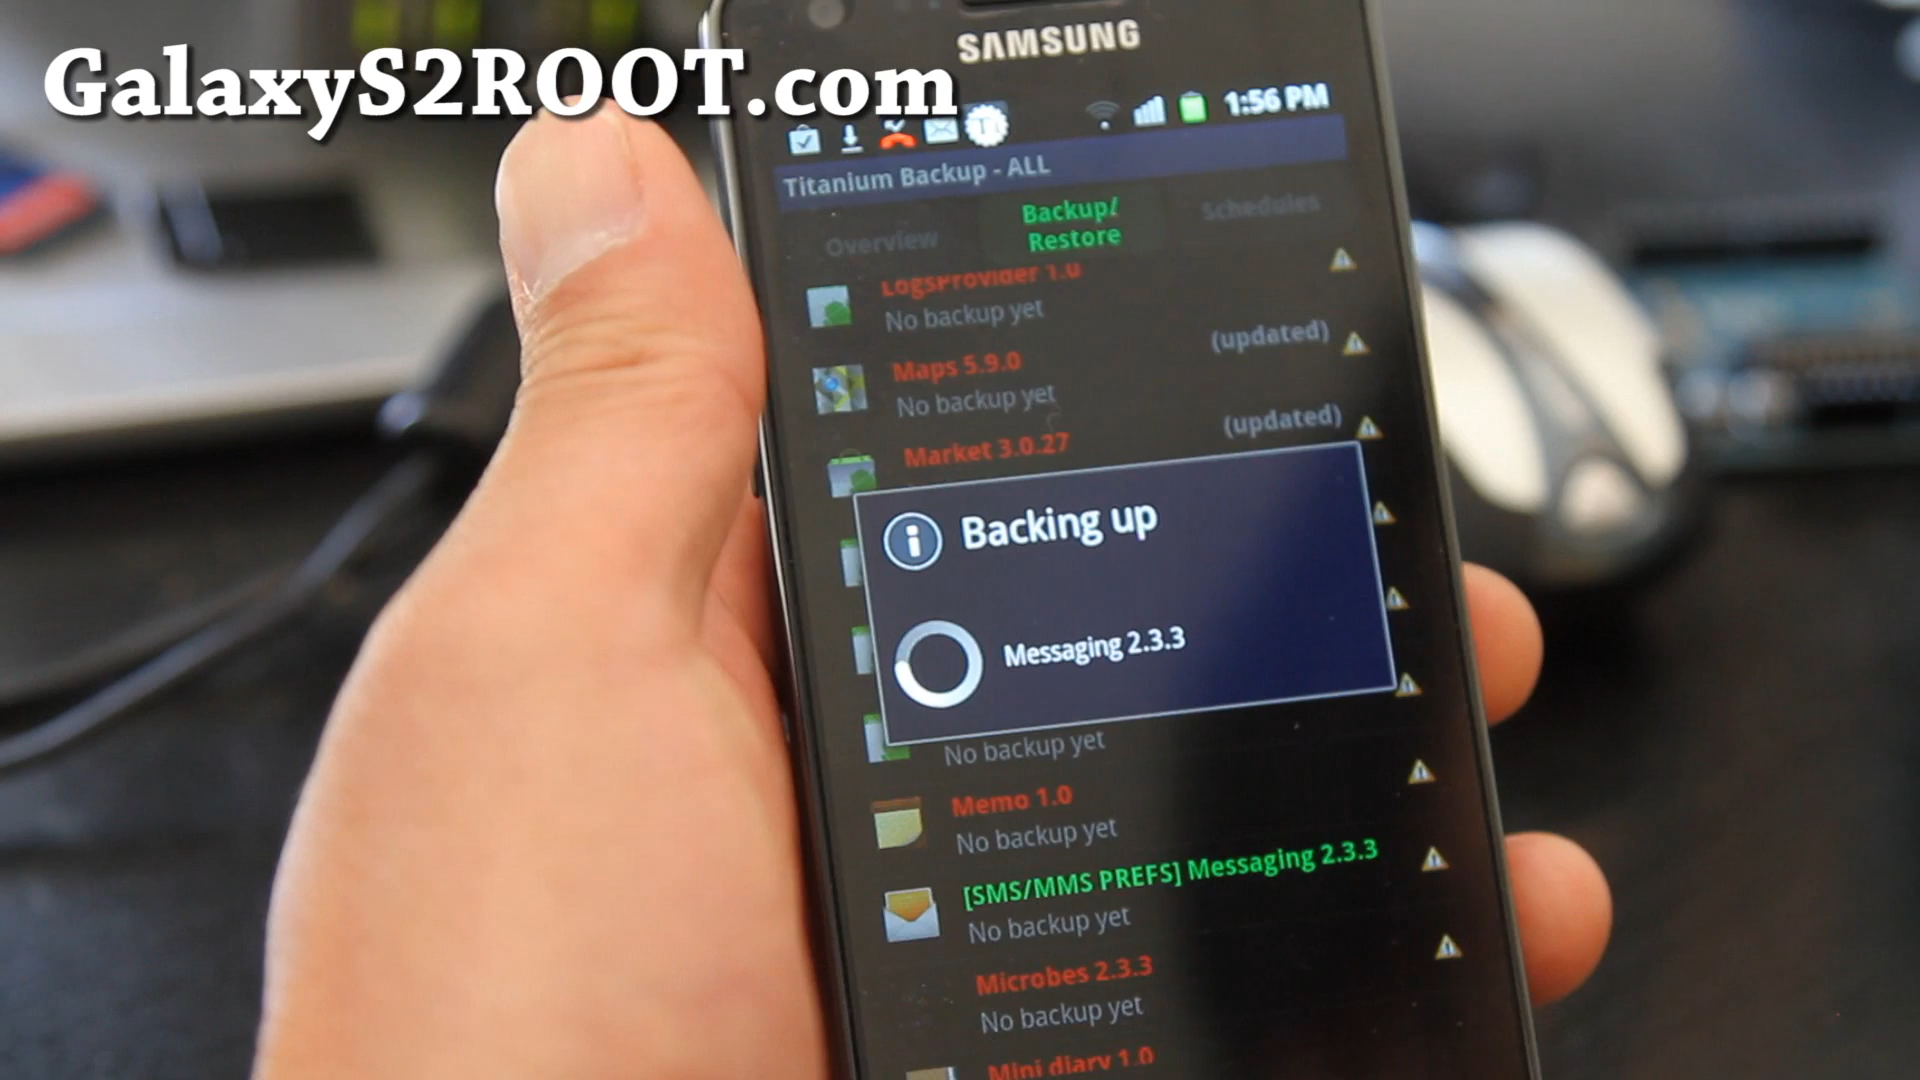 GalaxyS2ROOT.com
SAMSUNG
1:56 PM
Titanium Backup - ALL
Overview
Backup/
Restore
Schedules
LogsProvider 1.0
No backup yet
(updated)
Maps 5.9.0
No backup yet
(updated)
Market 3.0.27
Backing up
Messaging 2.3.3
No backup yet
Memo 1.0
No backup yet
[SMS/MMS PREFS] Messaging 2.3.3
No backup yet
Microbes 2.3.3
No backup yet
Mini diary 1.0